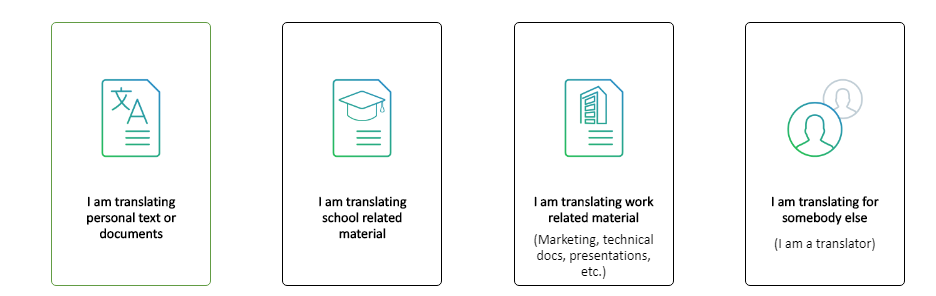 文A
I am translating
personal text or
documents
I am translating
school related
material
I am translating work
related material
(Marketing, technical
docs, presentations,
etc.)
I am translating for
somebody else
(I am a translator)